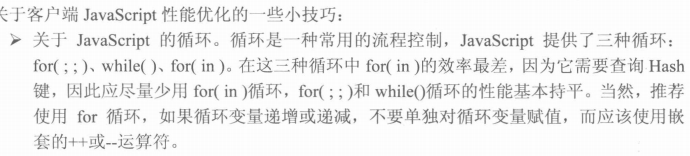 关于客户端 JavaScript 性能优化的一些小技巧：
➢ 关于 JavaScript 的循环。循环是一种常用的流程控制，JavaScript 提供了三种循环：
for( ; ; )、while( )、for( in )。在这三种循环中 for( in )的效率最差，因为它需要查询 Hash
键，因此应尽量少用 for( in )循环，for( ; ; )和 while()循环的性能基本持平。当然，推荐
使用 for 循环，如果循环变量递增或递减，不要单独对循环变量赋值，而应该使用嵌
套的++或--运算符。